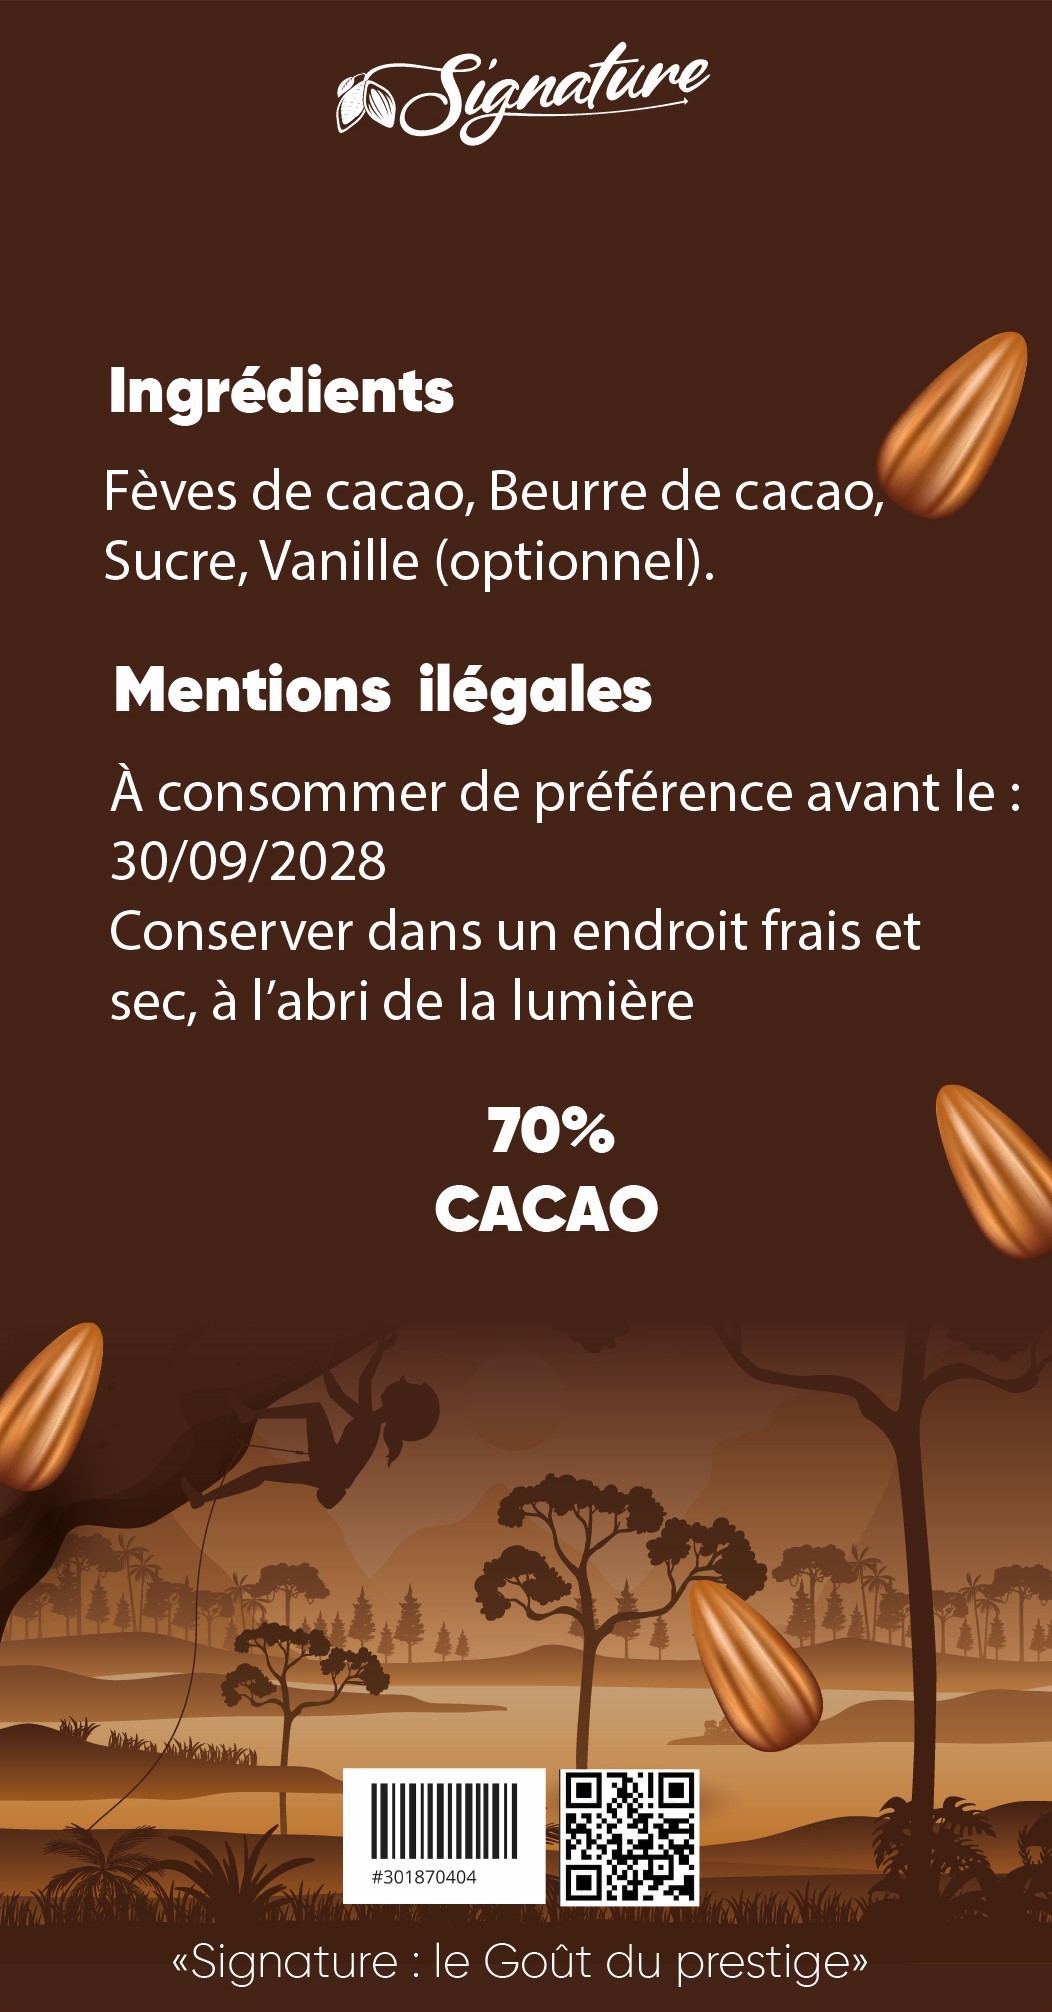 Signature
Ingrédients
Fèves de cacao, Beurre de cacao,
Sucre, Vanille (optionnel).
Mentions ilégales
À consommer de préférence avant le :
30/09/2028
Conserver dans un endroit frais et
sec, à l’abri de la lumière
70%
CACAO
#301870404
«Signature : le Goût du prestige»